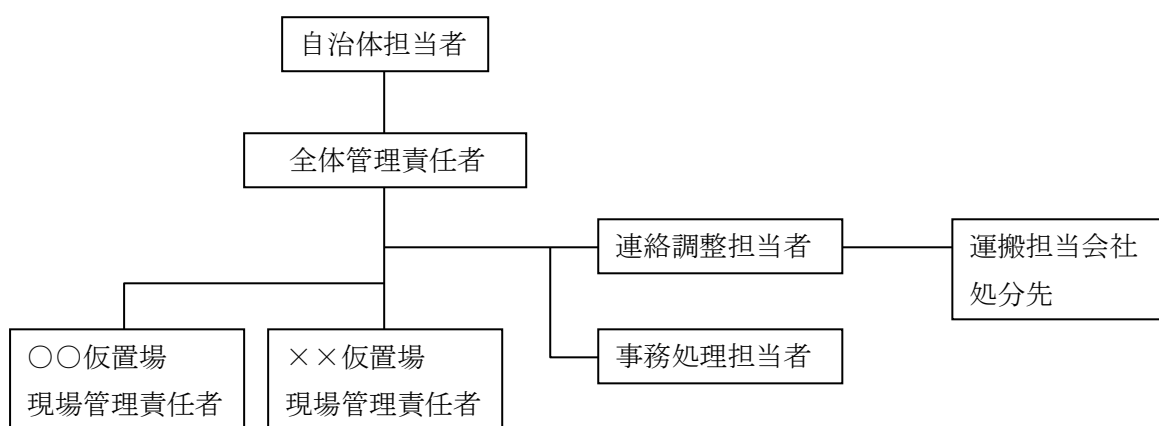 自治体担当者
全体管理責任者
連絡調整担当者
運搬担当会社
処分先
○○仮置場
現場管理責任者
××仮置場
現場管理責任者
事務処理担当者